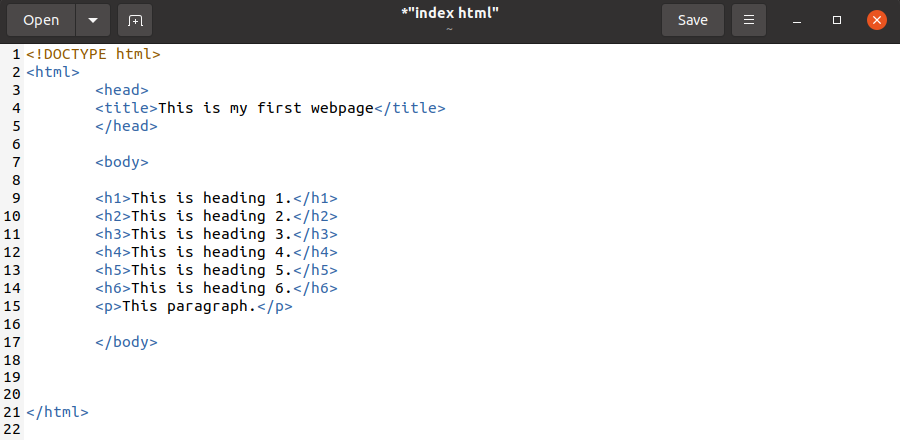 Open
*"index html"
~
Save
1 <!DOCTYPE html>
2 <html>
3 <head>
4 <title>This is my first webpage</title>
5 </head>
6
7 <body>
8
9 <h1>This is heading 1.</h1>
10 <h2>This is heading 2.</h2>
11 <h3>This is heading 3.</h3>
12 <h4>This is heading 4.</h4>
13 <h5>This is heading 5.</h5>
14 <h6>This is heading 6.</h6>
15 <p>This paragraph.</p>
16
17 </body>
18
19
20
21 </html>
22